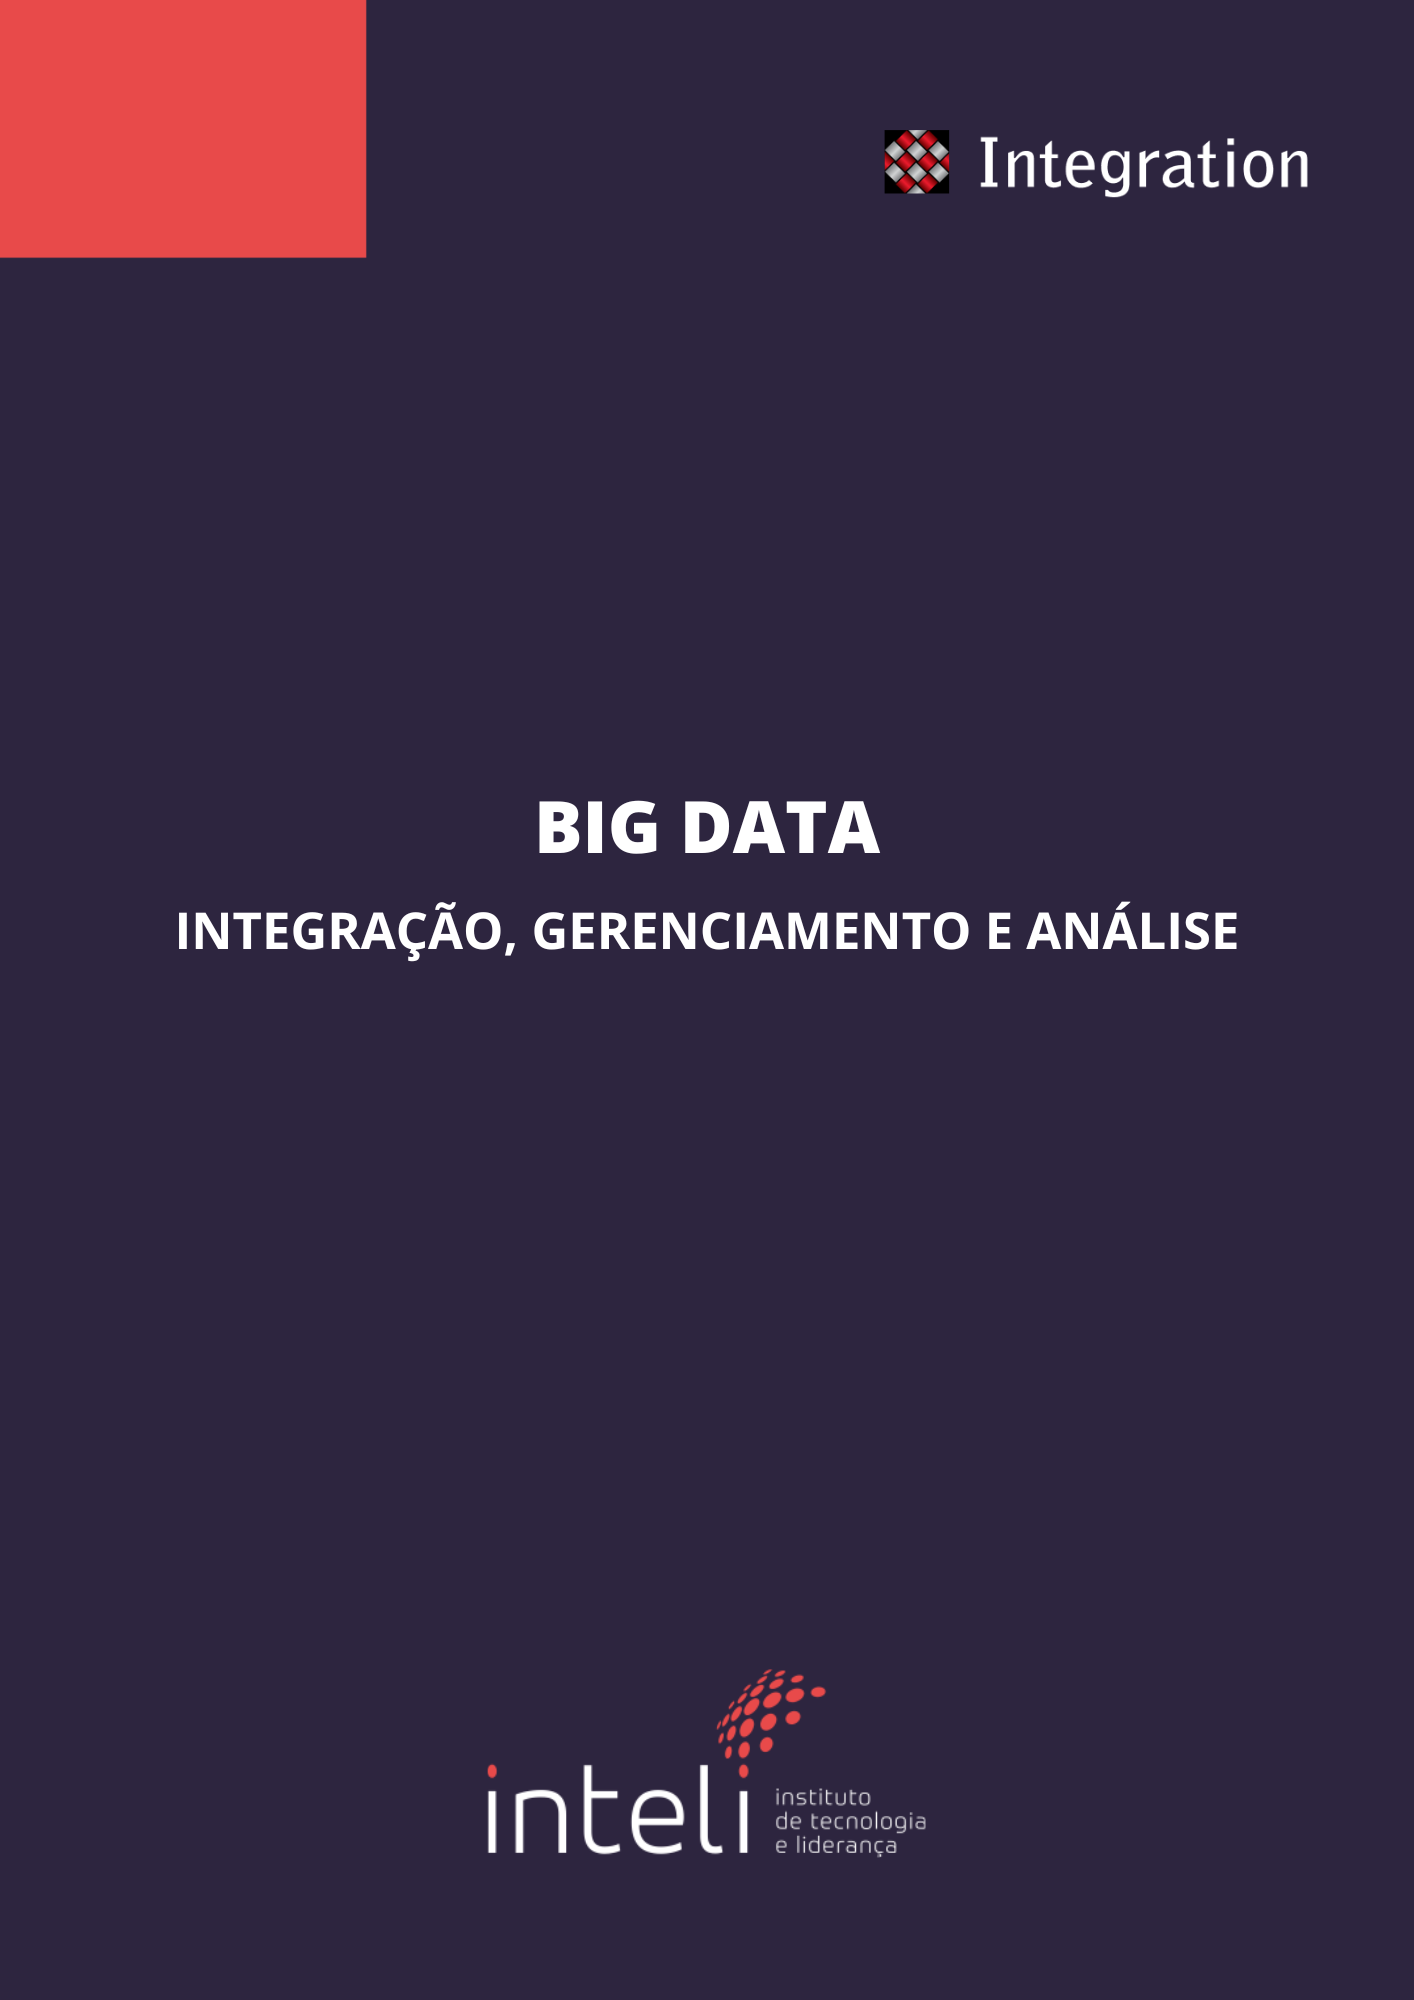 Integration
BIG DATA
INTEGRAÇÃO, GERENCIAMENTO E ANÁLISE
inteli
instituto
de tecnologia
e liderança